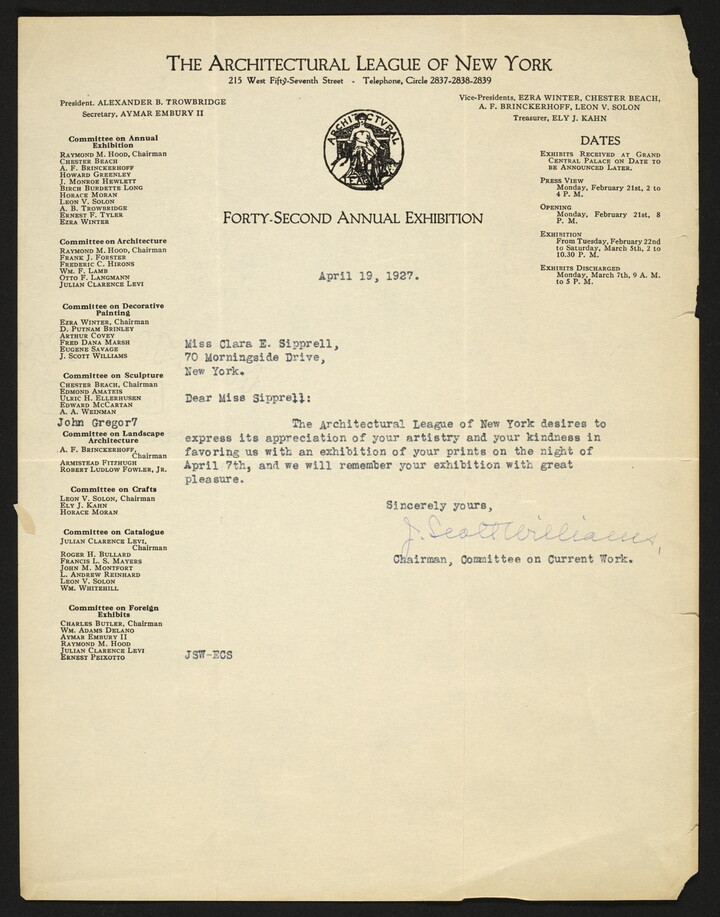 THE ARCHITECTURAL LEAGUE OF NEW YORK
215 West Fifty-Seventh Street - Telephone, Circle 2837-2838-2839
President, ALEXANDER B. TROWBRIDGE
Secretary, AYMAR EMBURY II
Vice-Presidents, EZRA WINTER, CHESTER BEACH,
A. F. BRINCKERHOFF, LEON V. SOLON
Treasurer, ELY J. KAHN
ARCHITECTVRAL
FORTY-SECOND ANNUAL EXHIBITION
DATES
EXHIBITS RECEIVED AT GRAND
CENTRAL PALACE ON DATE TO
BE ANNOUNCED LATER.
PRESS VIEW
Monday, February 21st, 2 to
4 P. M.
OPENING
Monday, February 21st, 8
P. M.
EXHIBITION
From Tuesday, February 22nd
to Saturday, March 5th, 2 to
10.30 P. M.
EXHIBITS DISCHARGED
Monday, March 7th, 9 A. M.
to 5 P. M.
Committee on Annual
Exhibition
RAYMOND M. HOOD, Chairman
CHESTER BEACH
A. F. BRINCKERHOFF
HOWARD GREENLEY
J. MONROE HEWLETT
BIRCH BURDETTE LONG
HORACE MORAN
LEON V. SOLON
A. B. TROWBRIDGE
ERNEST F. TYLER
EZRA WINTER
Committee on Architecture
RAYMOND M. HOOD, Chairman
FRANK J. FORSTER
FREDERIC C. HIRONS
WM. F. LAMB
OTTO F. LANGMANN
JULIAN CLARENCE LEVI
Committee on Decorative
Painting
EZRA WINTER, Chairman
D. PUTNAM BRINLEY
ARTHUR COVEY
FRED DANA MARSH
EUGENE SAVAGE
J. SCOTT WILLIAMS
Committee on Sculpture
CHESTER BEACH, Chairman
EDMOND AMATEIS
ULRIC H. ELLERHUSEN
EDWARD MCCARTAN
A. A. WEINMAN
John Gregor7
Committee on Landscape
Architecture
A. F. BRINCKERHOFF,
Chairman
ARMISTEAD FITZHUGH
ROBERT LUDLOW FOWLER, JR.
Committee on Crafts
LEON V. SOLON, Chairman
ELY J. KAHN
HORACE MORAN
Committee on Catalogue
JULIAN CLARENCE LEVI,
Chairman
ROGER H. BULLARD
FRANCIS L. S. MAYERS
JOHN M. MONTFORT
L. ANDREW REINHARD
LEON V. SOLON
WM. WHITEHILL
Committee on Foreign
Exhibits
CHARLES BUTLER, Chairman
WM. ADAMS DELANO
AYMAR EMBURY II
RAYMOND M. HOOD
JULIAN CLARENCE LEVI
ERNEST PEIXOTTO
April 19, 1927.
Miss Clara E. Sipprell,
70 Morningside Drive,
New York.
Dear Miss Sipprell:
The Architectural League of New York desires to
express its appreciation of your artistry and your kindness in
favoring us with an exhibition of your prints on the night of
April 7th, and we will remember your exhibition with great
pleasure.
Sincerely yours,
J. Scott Williams,
Chairman, Committee on Current Work.
JSW-ECS